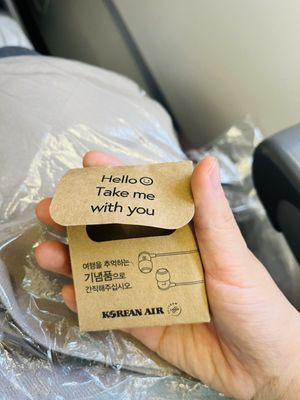 Hello
Take me
with you
여행을 추억하는
기념품으로
간직해주십시오.
KOREAN AIR